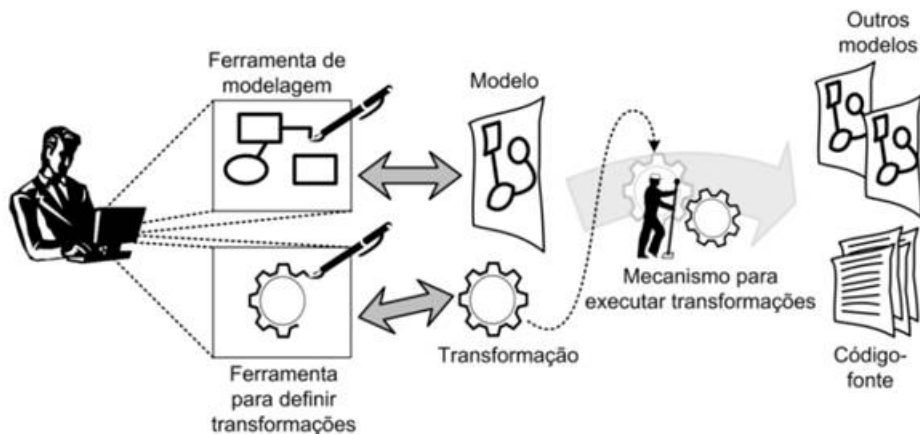 Ferramenta de
modelagem
Modelo
Outros
modelos
Mecanismo para
executar transformações
Ferramenta
para definir
transformações
Transformação
Código-
fonte